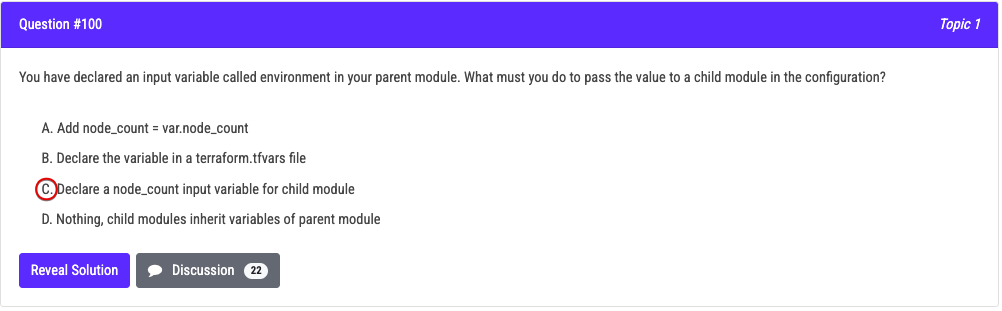 Question #100
Topic 1
You have declared an input variable called environment in your parent module. What must you do to pass the value to a child module in the configuration?
A. Add node_count = var.node_count
B. Declare the variable in a terraform.tfvars file
C. Declare a node_count input variable for child module
D. Nothing, child modules inherit variables of parent module
Reveal Solution
Discussion 22